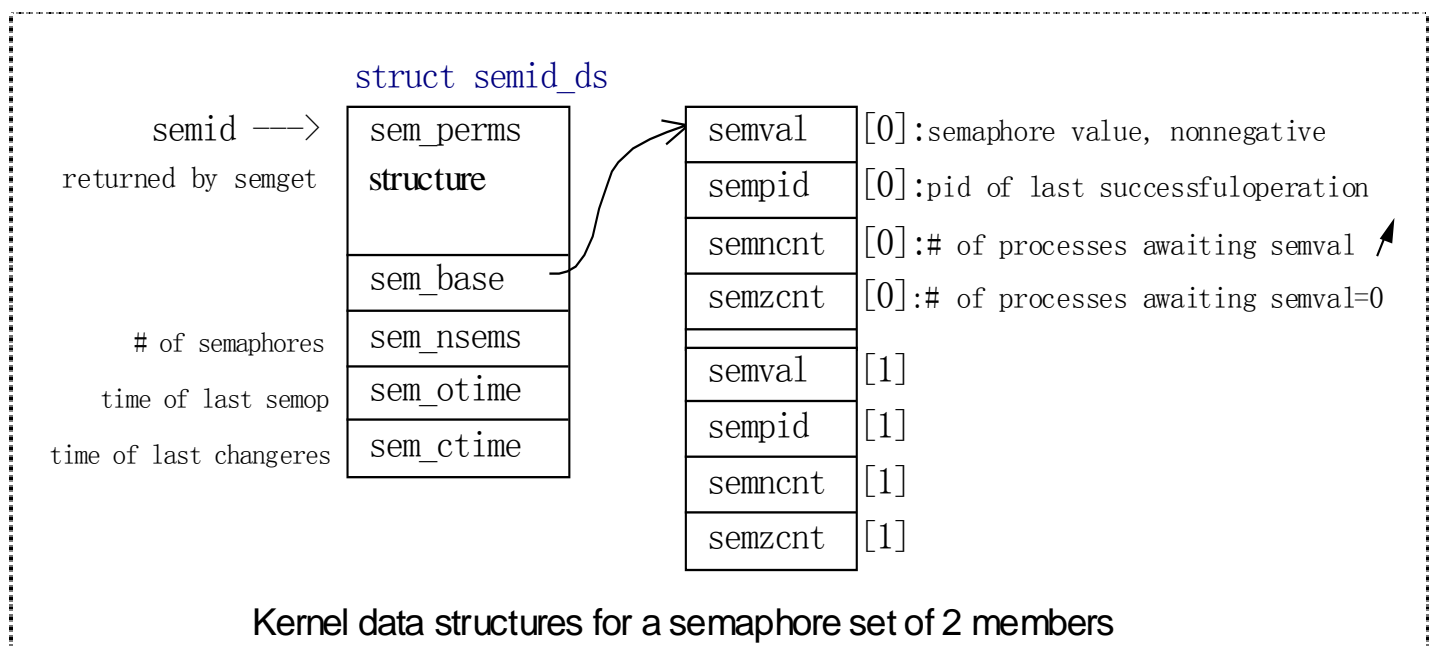 struct semid_ds
semid --->
returned by semget
sem_perms
structure
sem_base
# of semaphores
sem_nsems
time of last semop
sem_otime
time of last changeres
sem_ctime
semval [0]:semaphore value, nonnegative
sempid [0]:pid of last successfuloperation
semncnt [0]:# of processes awaiting semval
semzcnt [0]:# of processes awaiting semval=0
semval [1]
sempid [1]
semncnt [1]
semzcnt [1]
Kernel data structures for a semaphore set of 2 members